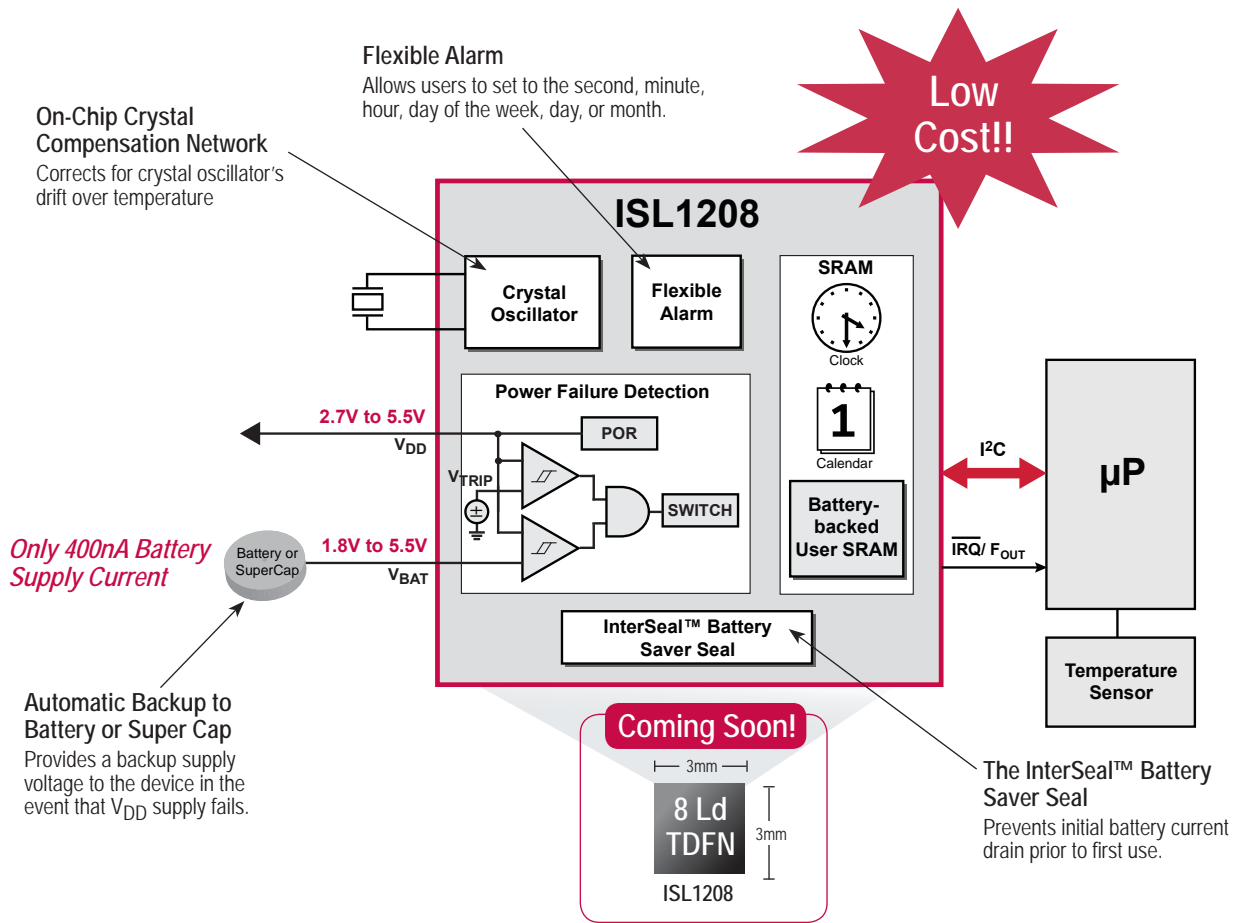 Flexible Alarm
Allows users to set to the second, minute,
hour, day of the week, day, or month.
Low
Cost!!
On-Chip Crystal
Compensation Network
Corrects for crystal oscillator's
drift over temperature
ISL1208
Crystal
Oscillator
Flexible
Alarm
SRAM
Clock
1
Calendar
Battery-
backed
User SRAM
Power Failure Detection
2.7V to 5.5V
VDD
POR
VTRIP
±
SWITCH
Only 400nA Battery
Supply Current
Battery or
SuperCap
1.8V to 5.5V
VBAT
I²C
µP
I̅R̅Q̅/ FOUT
Temperature
Sensor
InterSeal™ Battery
Saver Seal
Automatic Backup to
Battery or Super Cap
Provides a backup supply
voltage to the device in the
event that VDD supply fails.
Coming Soon!
3mm
8 Ld
TDFN
3mm
ISL1208
The InterSeal™ Battery
Saver Seal
Prevents initial battery current
drain prior to first use.